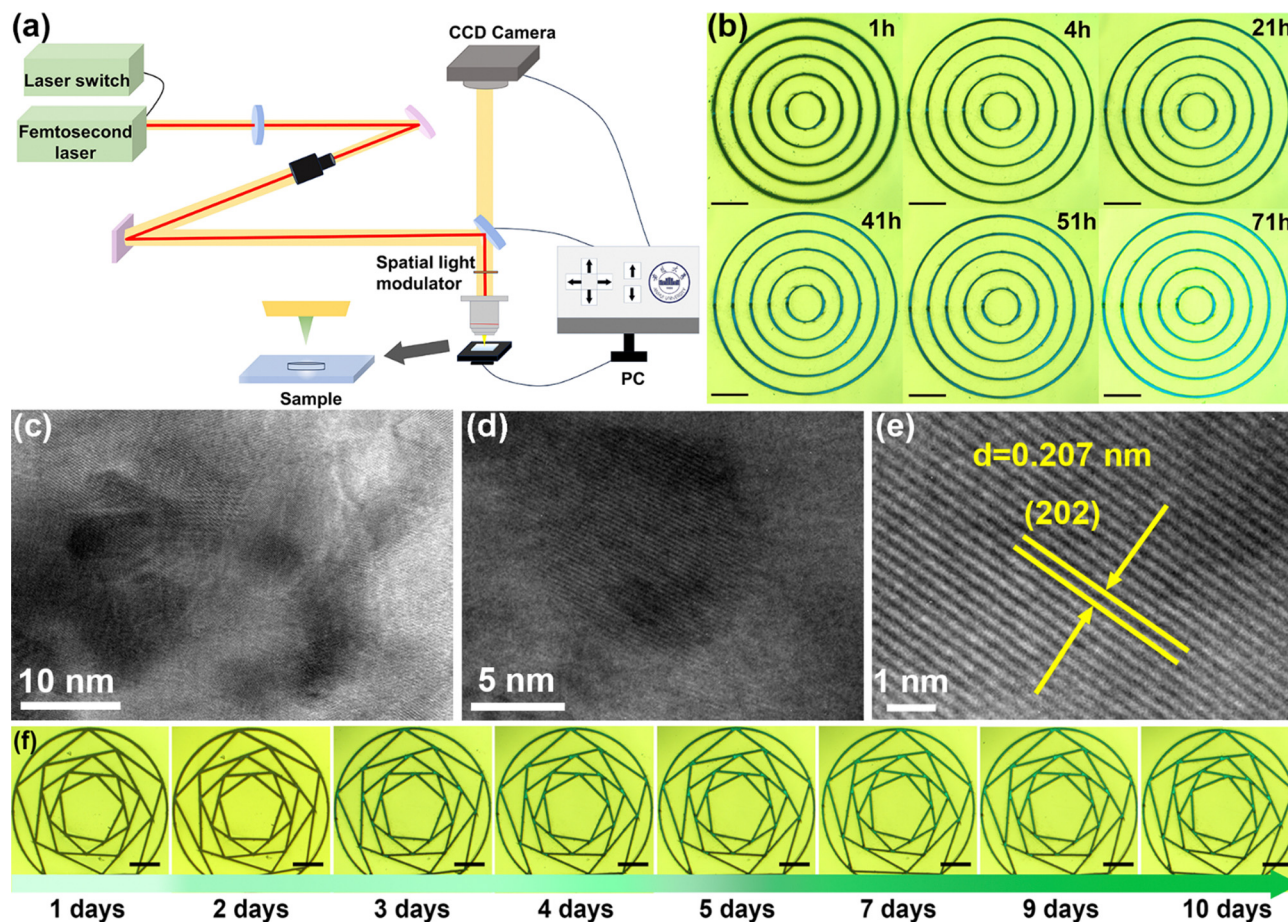 (a)
Laser switch
Femtosecond
laser
CCD Camera
Spatial light
modulator
PC
Sample
(b)
1h
4h
21h
41h
51h
71h
(c)
10 nm
(d)
5 nm
(e)
d=0.207 nm
(202)
1 nm
(f)
1 days
2 days
3 days
4 days
5 days
7 days
9 days
10 days